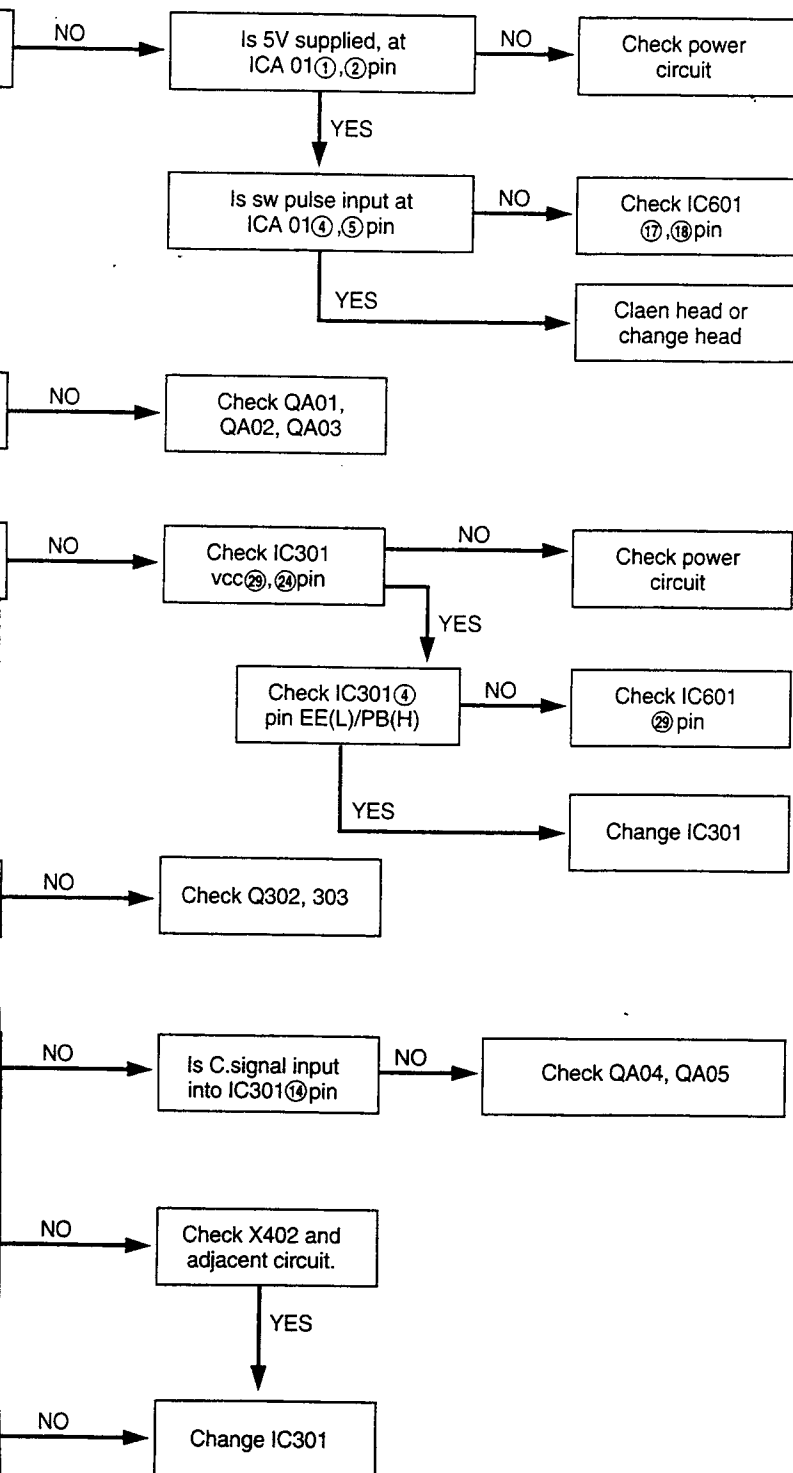 NO
Is 5V supplied, at
ICA 01①,②pin
NO
Check power
circuit
YES
Is sw pulse input at
ICA 01④,⑤pin
NO
Check IC601
⑰,⑱pin
YES
Claen head or
change head
NO
Check QA01,
QA02, QA03
NO
Check IC301
vcc㉙,㉔pin
NO
Check power
circuit
YES
Check IC301④
pin EE(L)/PB(H)
NO
Check IC601
㉙pin
YES
Change IC301
NO
Check Q302, 303
NO
Is C.signal input
into IC301⑭pin
NO
Check QA04, QA05
NO
Check X402 and
adjacent circuit.
YES
NO
Change IC301